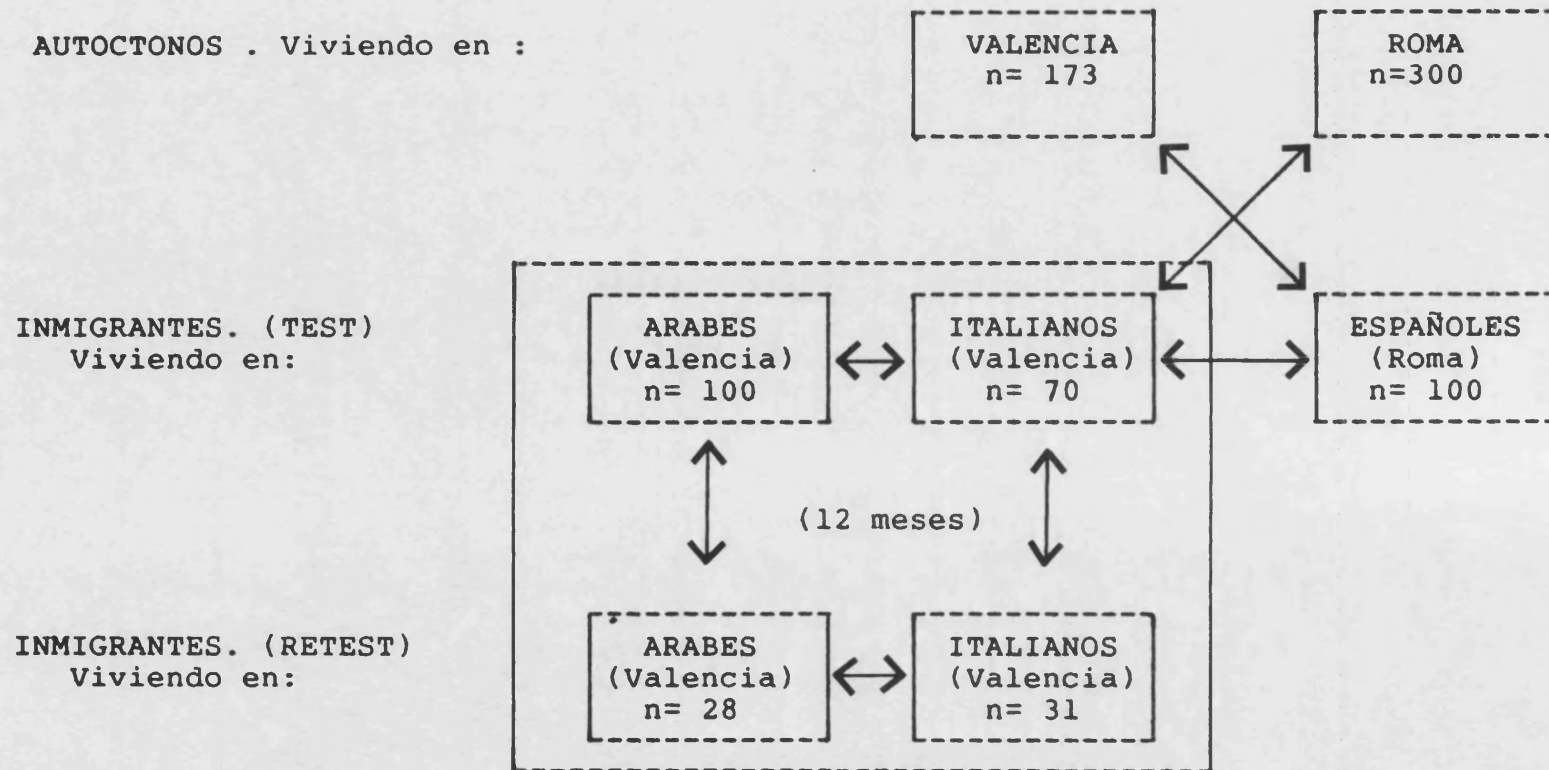 AUTOCTONOS . Viviendo en :
VALENCIA
n= 173
ROMA
n=300
INMIGRANTES. (TEST)
Viviendo en:
ARABES
(Valencia)
n= 100
ITALIANOS
(Valencia)
n= 70
ESPAÑOLES
(Roma)
n= 100
(12 meses)
INMIGRANTES. (RETEST)
Viviendo en:
ARABES
(Valencia)
n= 28
ITALIANOS
(Valencia)
n= 31